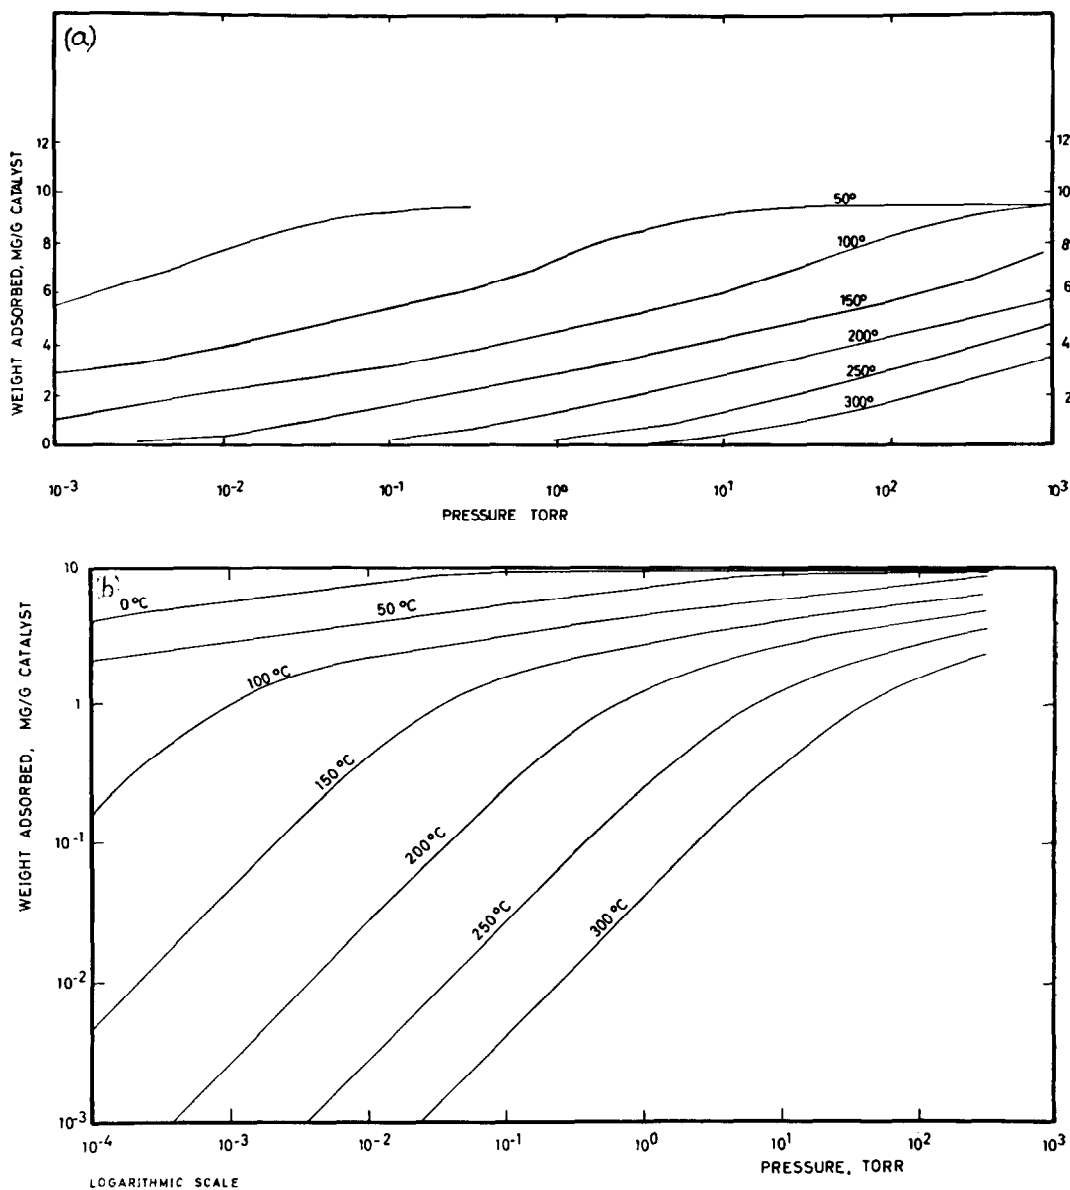 (a)
WEIGHT ADSORBED, MG/G CATALYST
12 12
10 10
8 8
6 6
4 4
2 2
0
50°
100°
150°
200°
250°
300°
10-3 10-2 10-1 100 101 102 103
PRESSURE TORR
(b)
WEIGHT ADSORBED, MG/G CATALYST
10
1
10-1
10-2
10-3
0°C
50°C
100°C
150°C
200°C
250°C
300°C
10-4 10-3 10-2 10-1 100 101 102 103
PRESSURE, TORR
LOGARITHMIC SCALE